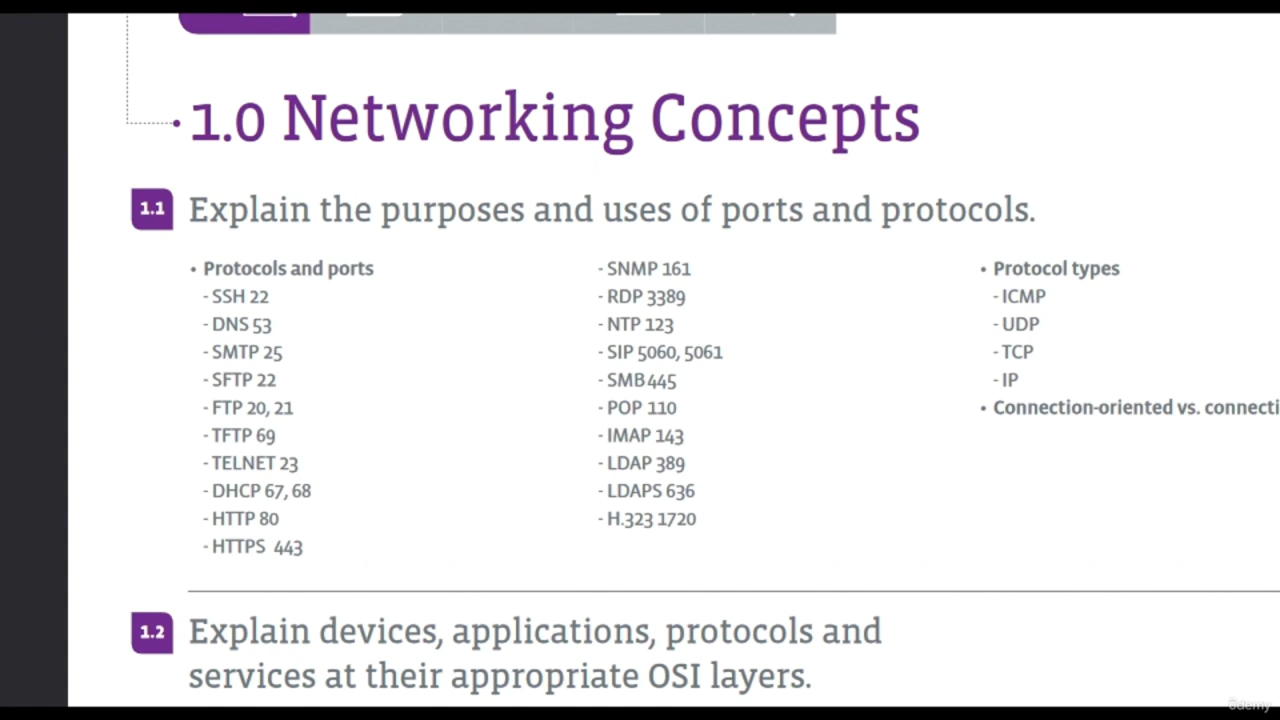 1.0 Networking Concepts
1.1 Explain the purposes and uses of ports and protocols.
• Protocols and ports
- SSH 22
- DNS 53
- SMTP 25
- SFTP 22
- FTP 20, 21
- TFTP 69
- TELNET 23
- DHCP 67, 68
- HTTP 80
- HTTPS 443
- SNMP 161
- RDP 3389
- NTP 123
- SIP 5060, 5061
- SMB 445
- POP 110
- IMAP 143
- LDAP 389
- LDAPS 636
- H.323 1720
• Protocol types
- ICMP
- UDP
- TCP
- IP
• Connection-oriented vs. connecti
1.2 Explain devices, applications, protocols and
services at their appropriate OSI layers.
ûdemy